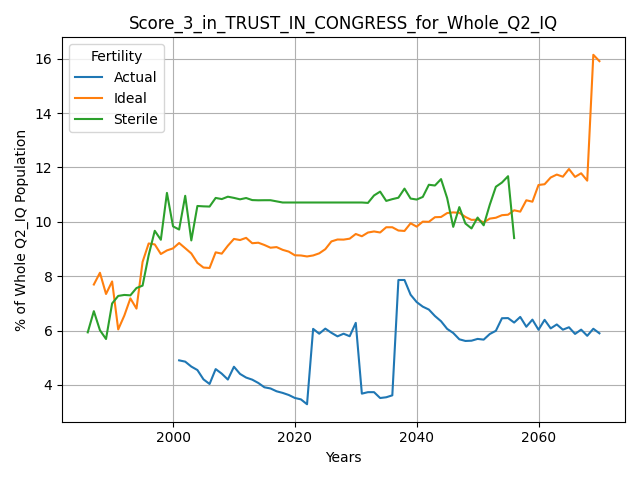 Score_3_in_TRUST_IN_CONGRESS_for_Whole_Q2_IQ
Fertility
Actual
Ideal
Sterile
% of Whole Q2_IQ Population
16
14
12
10
8
6
4
2000
2020
2040
2060
Years